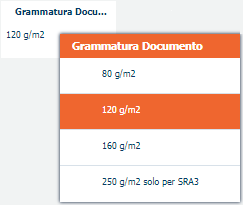 Grammatura Docu...
120 g/m2
Grammatura Documento
80 g/m2
120 g/m2
160 g/m2
250 g/m2 solo per SRA3